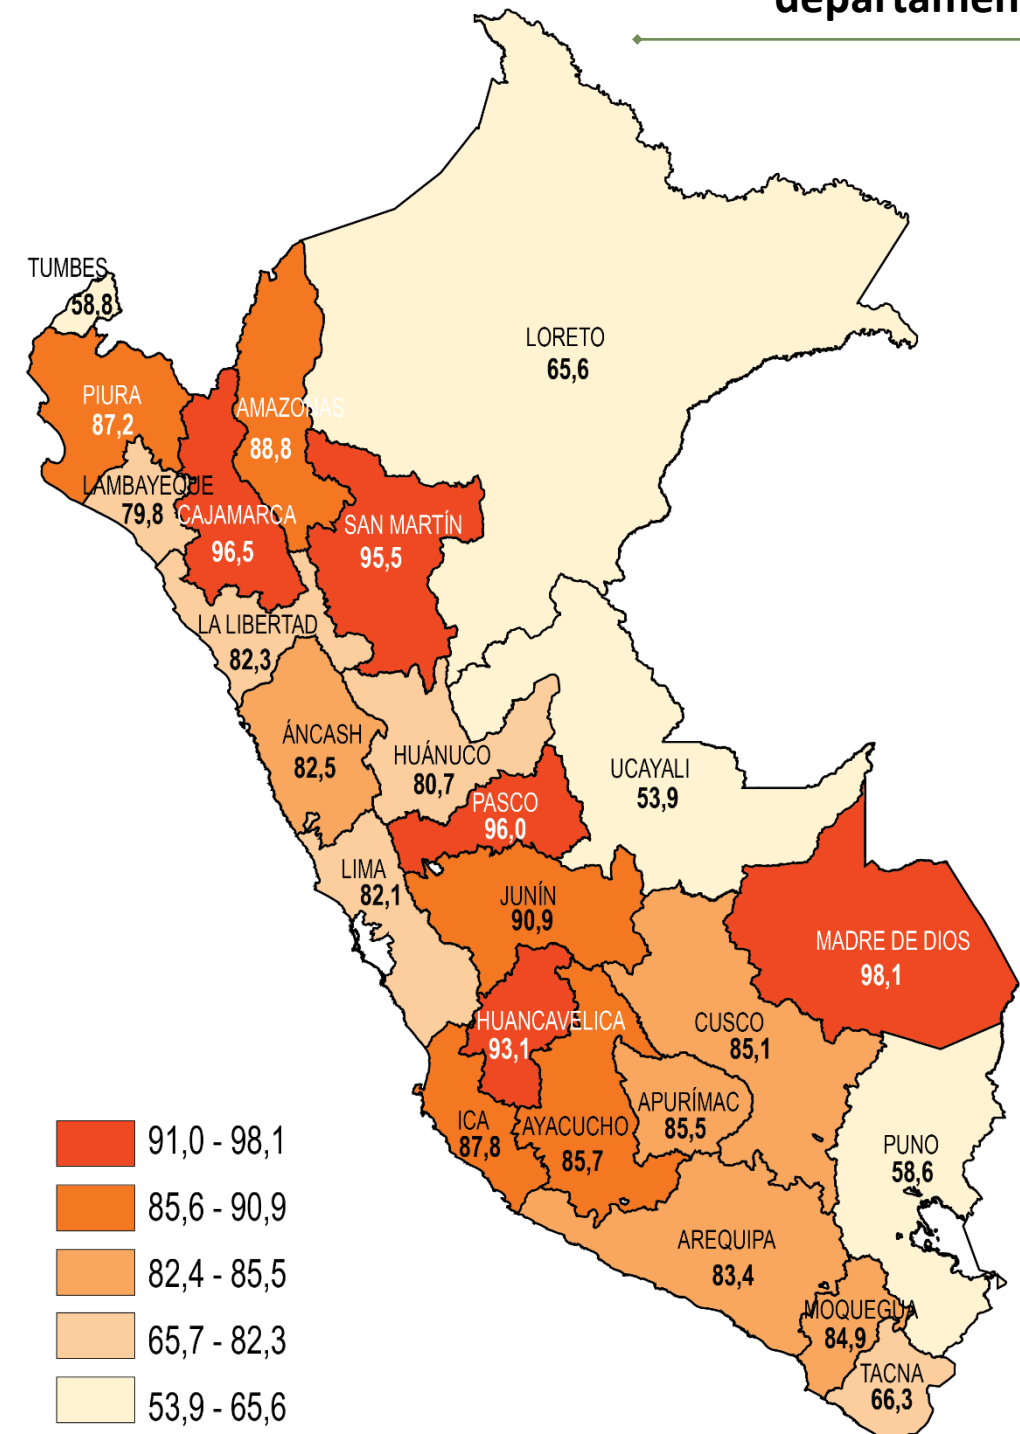 TUMBES
58,8
LORETO
65,6
PIURA
87,2
AMAZONAS
88,8
LAMBAYEQUE
79,8
CAJAMARCA
96,5
SAN MARTÍN
95,5
LA LIBERTAD
82,3
ÁNCASH
82,5
HUÁNUCO
80,7
UCAYALI
53,9
PASCO
96,0
LIMA
82,1
JUNÍN
90,9
MADRE DE DIOS
98,1
HUANCAVELICA
93,1
CUSCO
85,1
APURÍMAC
85,5
ICA
87,8
AYACUCHO
85,7
PUNO
58,6
AREQUIPA
83,4
MOQUEGUA
84,9
TACNA
66,3
91,0 - 98,1
85,6 - 90,9
82,4 - 85,5
65,7 - 82,3
53,9 - 65,6